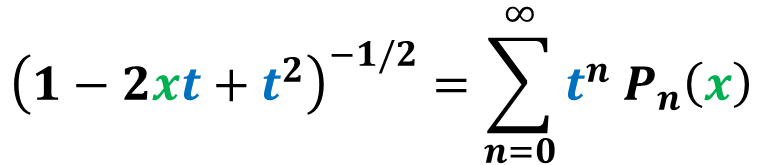 (1 − 2xt + t²)^{−1/2} = ∑_{n=0}^{∞} tⁿ Pₙ(x)